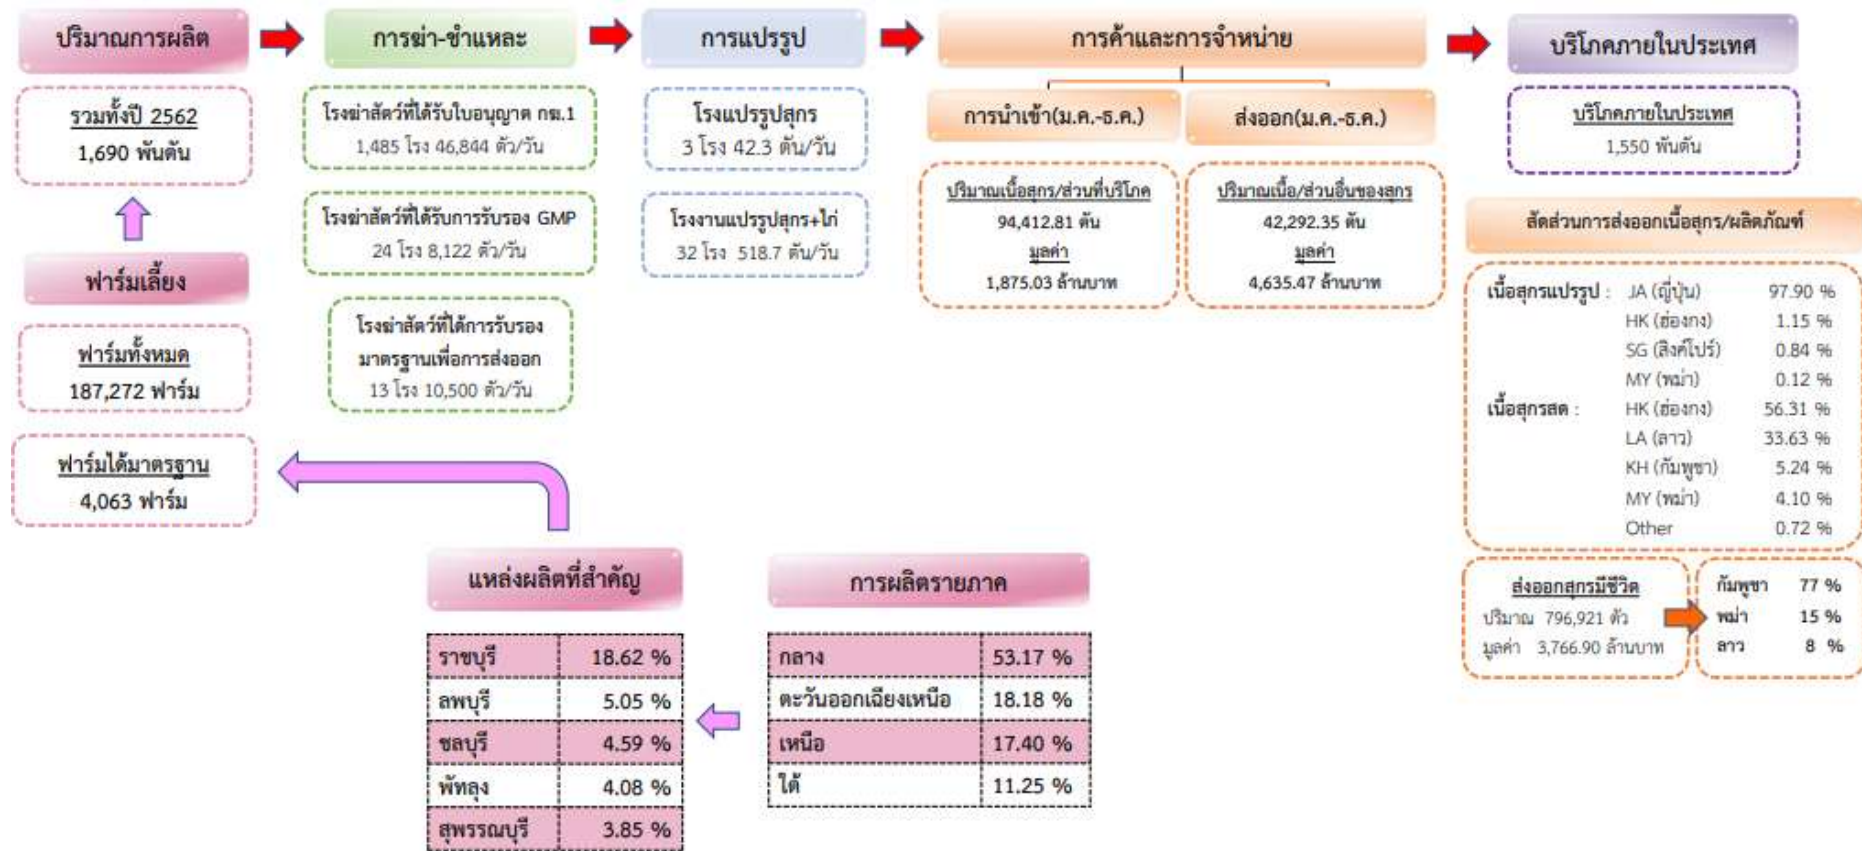 ปริมาณการผลิต
รวมทั้งปี 2562
1,690 พันตัน
ฟาร์มเลี้ยง
ฟาร์มทั้งหมด
187,272 ฟาร์ม
ฟาร์มได้มาตรฐาน
4,063 ฟาร์ม
การฆ่า-ชำแหละ
โรงฆ่าสัตว์ที่ได้รับใบอนุญาต กฆ.1
1,485 โรง 46,844 ตัว/วัน
โรงฆ่าสัตว์ที่ได้รับการรับรอง GMP
24 โรง 8,122 ตัว/วัน
โรงฆ่าสัตว์ที่ได้การรับรอง
มาตรฐานเพื่อการส่งออก
13 โรง 10,500 ตัว/วัน
การแปรรูป
โรงแปรรูปสุกร
3 โรง 42.3 ตัน/วัน
โรงงานแปรรูปสุกร+ไก่
32 โรง 518.7 ตัน/วัน
การค้าและการจำหน่าย
การนำเข้า(ม.ค.-ธ.ค.)
ปริมาณเนื้อสุกร/ส่วนที่บริโภค
94,412.81 ตัน
มูลค่า
1,875.03 ล้านบาท
ส่งออก(ม.ค.-ธ.ค.)
ปริมาณเนื้อ/ส่วนอื่นของสุกร
42,292.35 ตัน
มูลค่า
4,635.47 ล้านบาท
บริโภคภายในประเทศ
บริโภคภายในประเทศ
1,550 พันตัน
สัดส่วนการส่งออกเนื้อสุกร/ผลิตภัณฑ์
เนื้อสุกรแปรรูป : JA (ญี่ปุ่น) 97.90 %
HK (ฮ่องกง) 1.15 %
SG (สิงค์โปร์) 0.84 %
MY (พม่า) 0.12 %
เนื้อสุกรสด : HK (ฮ่องกง) 56.31 %
LA (ลาว) 33.63 %
KH (กัมพูชา) 5.24 %
MY (พม่า) 4.10 %
Other 0.72 %
ส่งออกสุกรมีชีวิต
ปริมาณ 796,921 ตัว
มูลค่า 3,766.90 ล้านบาท
กัมพูชา 77 %
พม่า 15 %
ลาว 8 %
แหล่งผลิตที่สำคัญ
ราชบุรี 18.62 %
ลพบุรี 5.05 %
ชลบุรี 4.59 %
พัทลุง 4.08 %
สุพรรณบุรี 3.85 %
การผลิตรายภาค
กลาง 53.17 %
ตะวันออกเฉียงเหนือ 18.18 %
เหนือ 17.40 %
ใต้ 11.25 %